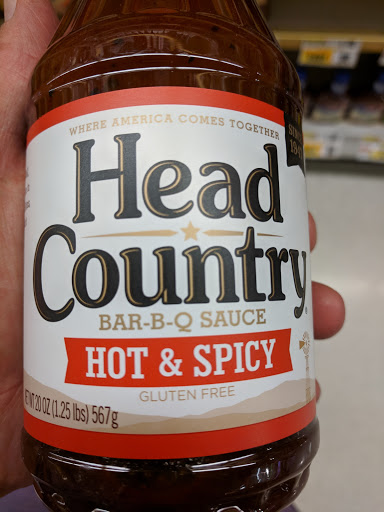 WHERE AMERICA COMES TOGETHER
Head
Country
BAR-B-Q SAUCE
HOT & SPICY
GLUTEN FREE
NET WT 20 OZ (1.25 lbs) 567g